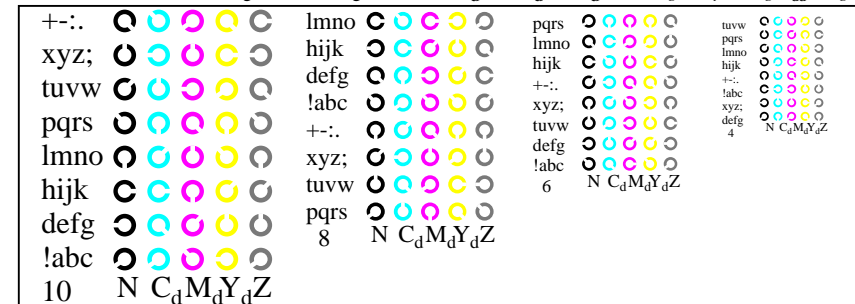 +-:.
xyz;
tuvw
pqrs
lmno
hijk
defg
!abc
10 N CdMdYdZ
lmno
hijk
defg
!abc
+-:.
xyz;
tuvw
pqrs
8 N CdMdYdZ
pqrs
lmno
hijk
+-:.
xyz;
tuvw
defg
!abc
6 N CdMdYdZ
tuvw
pqrs
lmno
hijk
+-:.
!abc
xyz;
defg
4 N CdMdYdZ